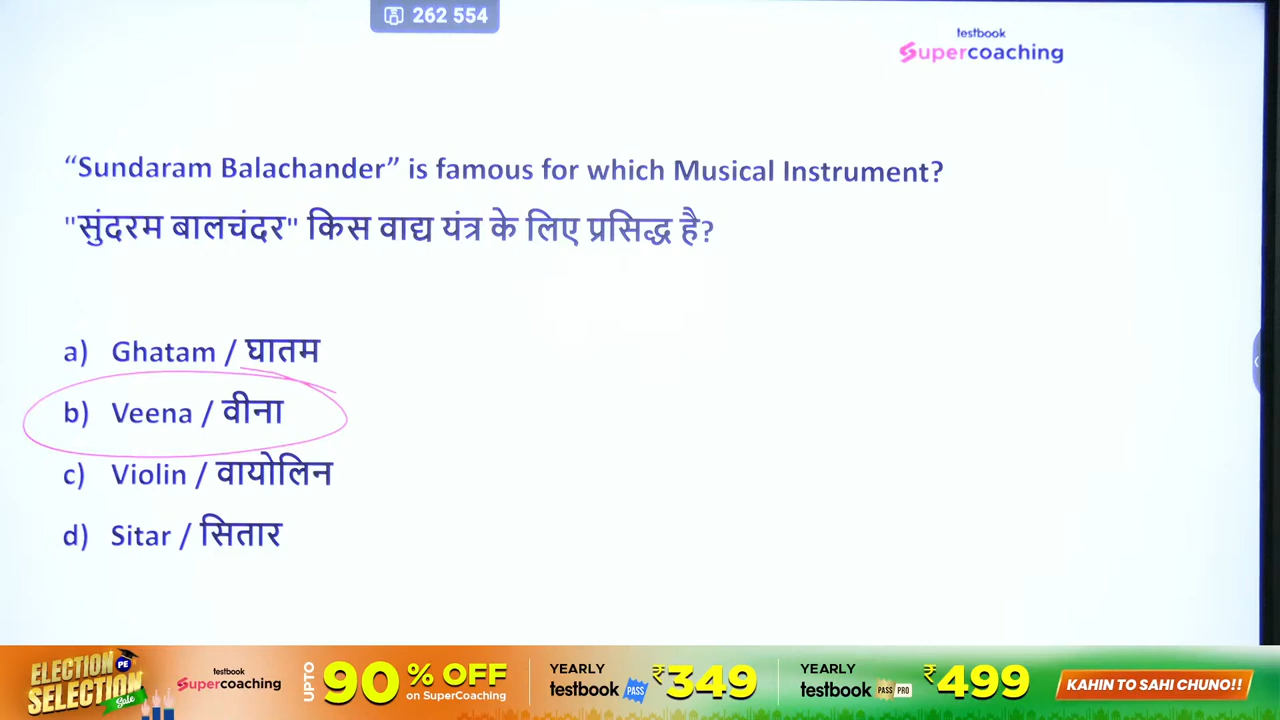 262 554
testbook
Supercoaching
“Sundaram Balachander” is famous for which Musical Instrument?
"सुंदरम बालचंदर" किस वाद्य यंत्र के लिए प्रसिद्ध है?
a) Ghatam / घातम
b) Veena / वीना
c) Violin / वायोलिन
d) Sitar / सितार
ELECTION PE
SELECTION
Sale
testbook
Supercoaching
UPTO 90% OFF
on SuperCoaching
YEARLY
testbook PASS
₹349
YEARLY
testbook PASS PRO
₹499
KAHIN TO SAHI CHUNO!!